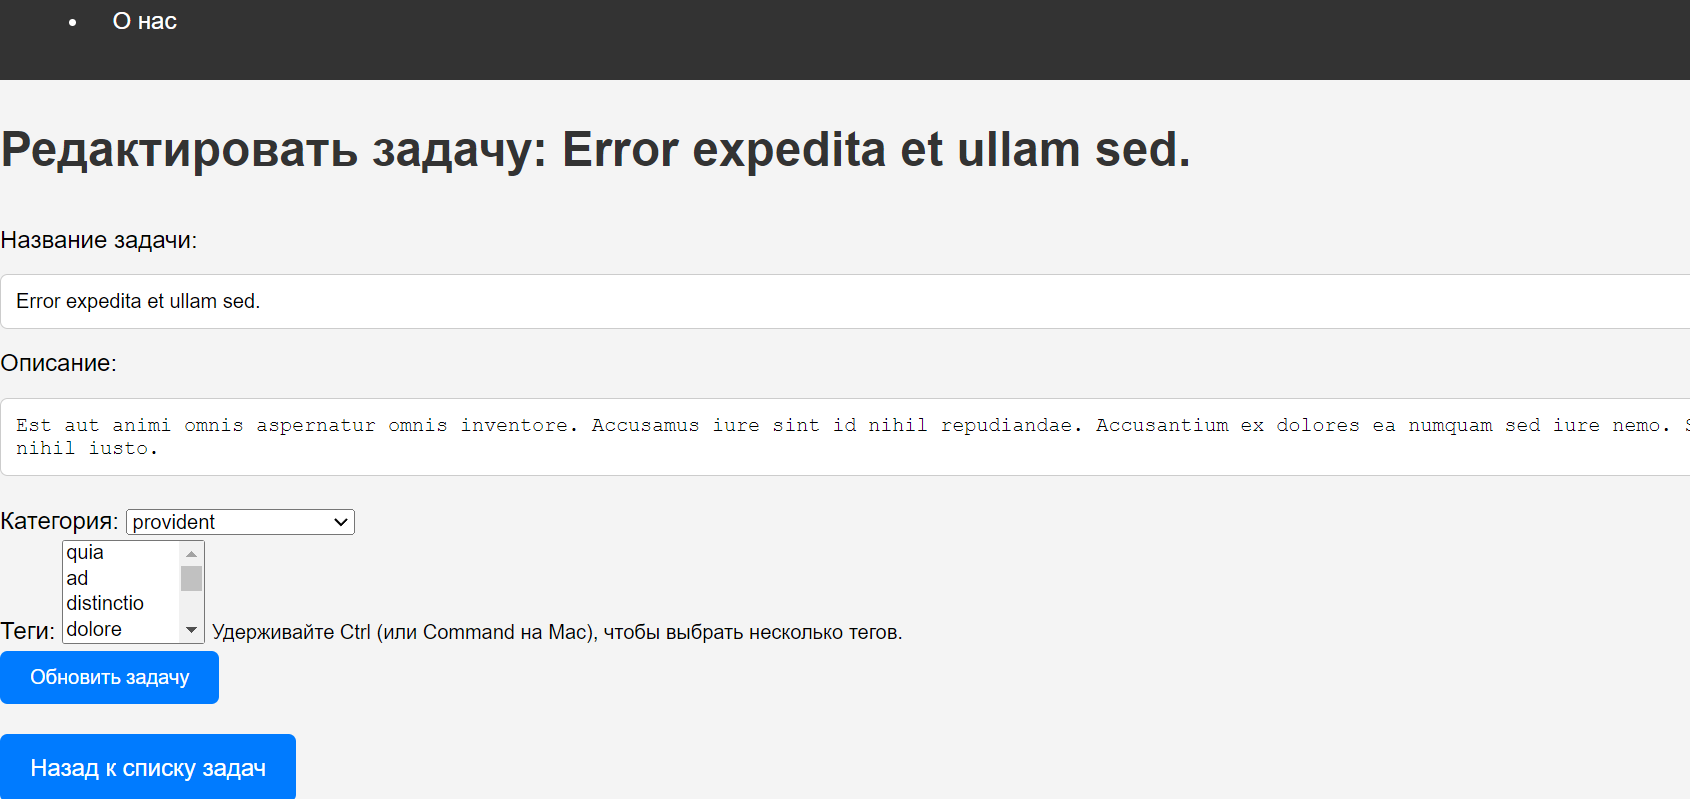 О нас
Редактировать задачу: Error expedita et ullam sed.
Название задачи:
Error expedita et ullam sed.
Описание:
Est aut animi omnis aspernatur omnis inventore. Accusamus iure sint id nihil repudiandae. Accusantium ex dolores ea numquam sed iure nemo.
nihil iusto.
Категория: provident
quia
ad
distinctio
dolore
Теги: Удерживайте Ctrl (или Command на Mac), чтобы выбрать несколько тегов.
Обновить задачу
Назад к списку задач